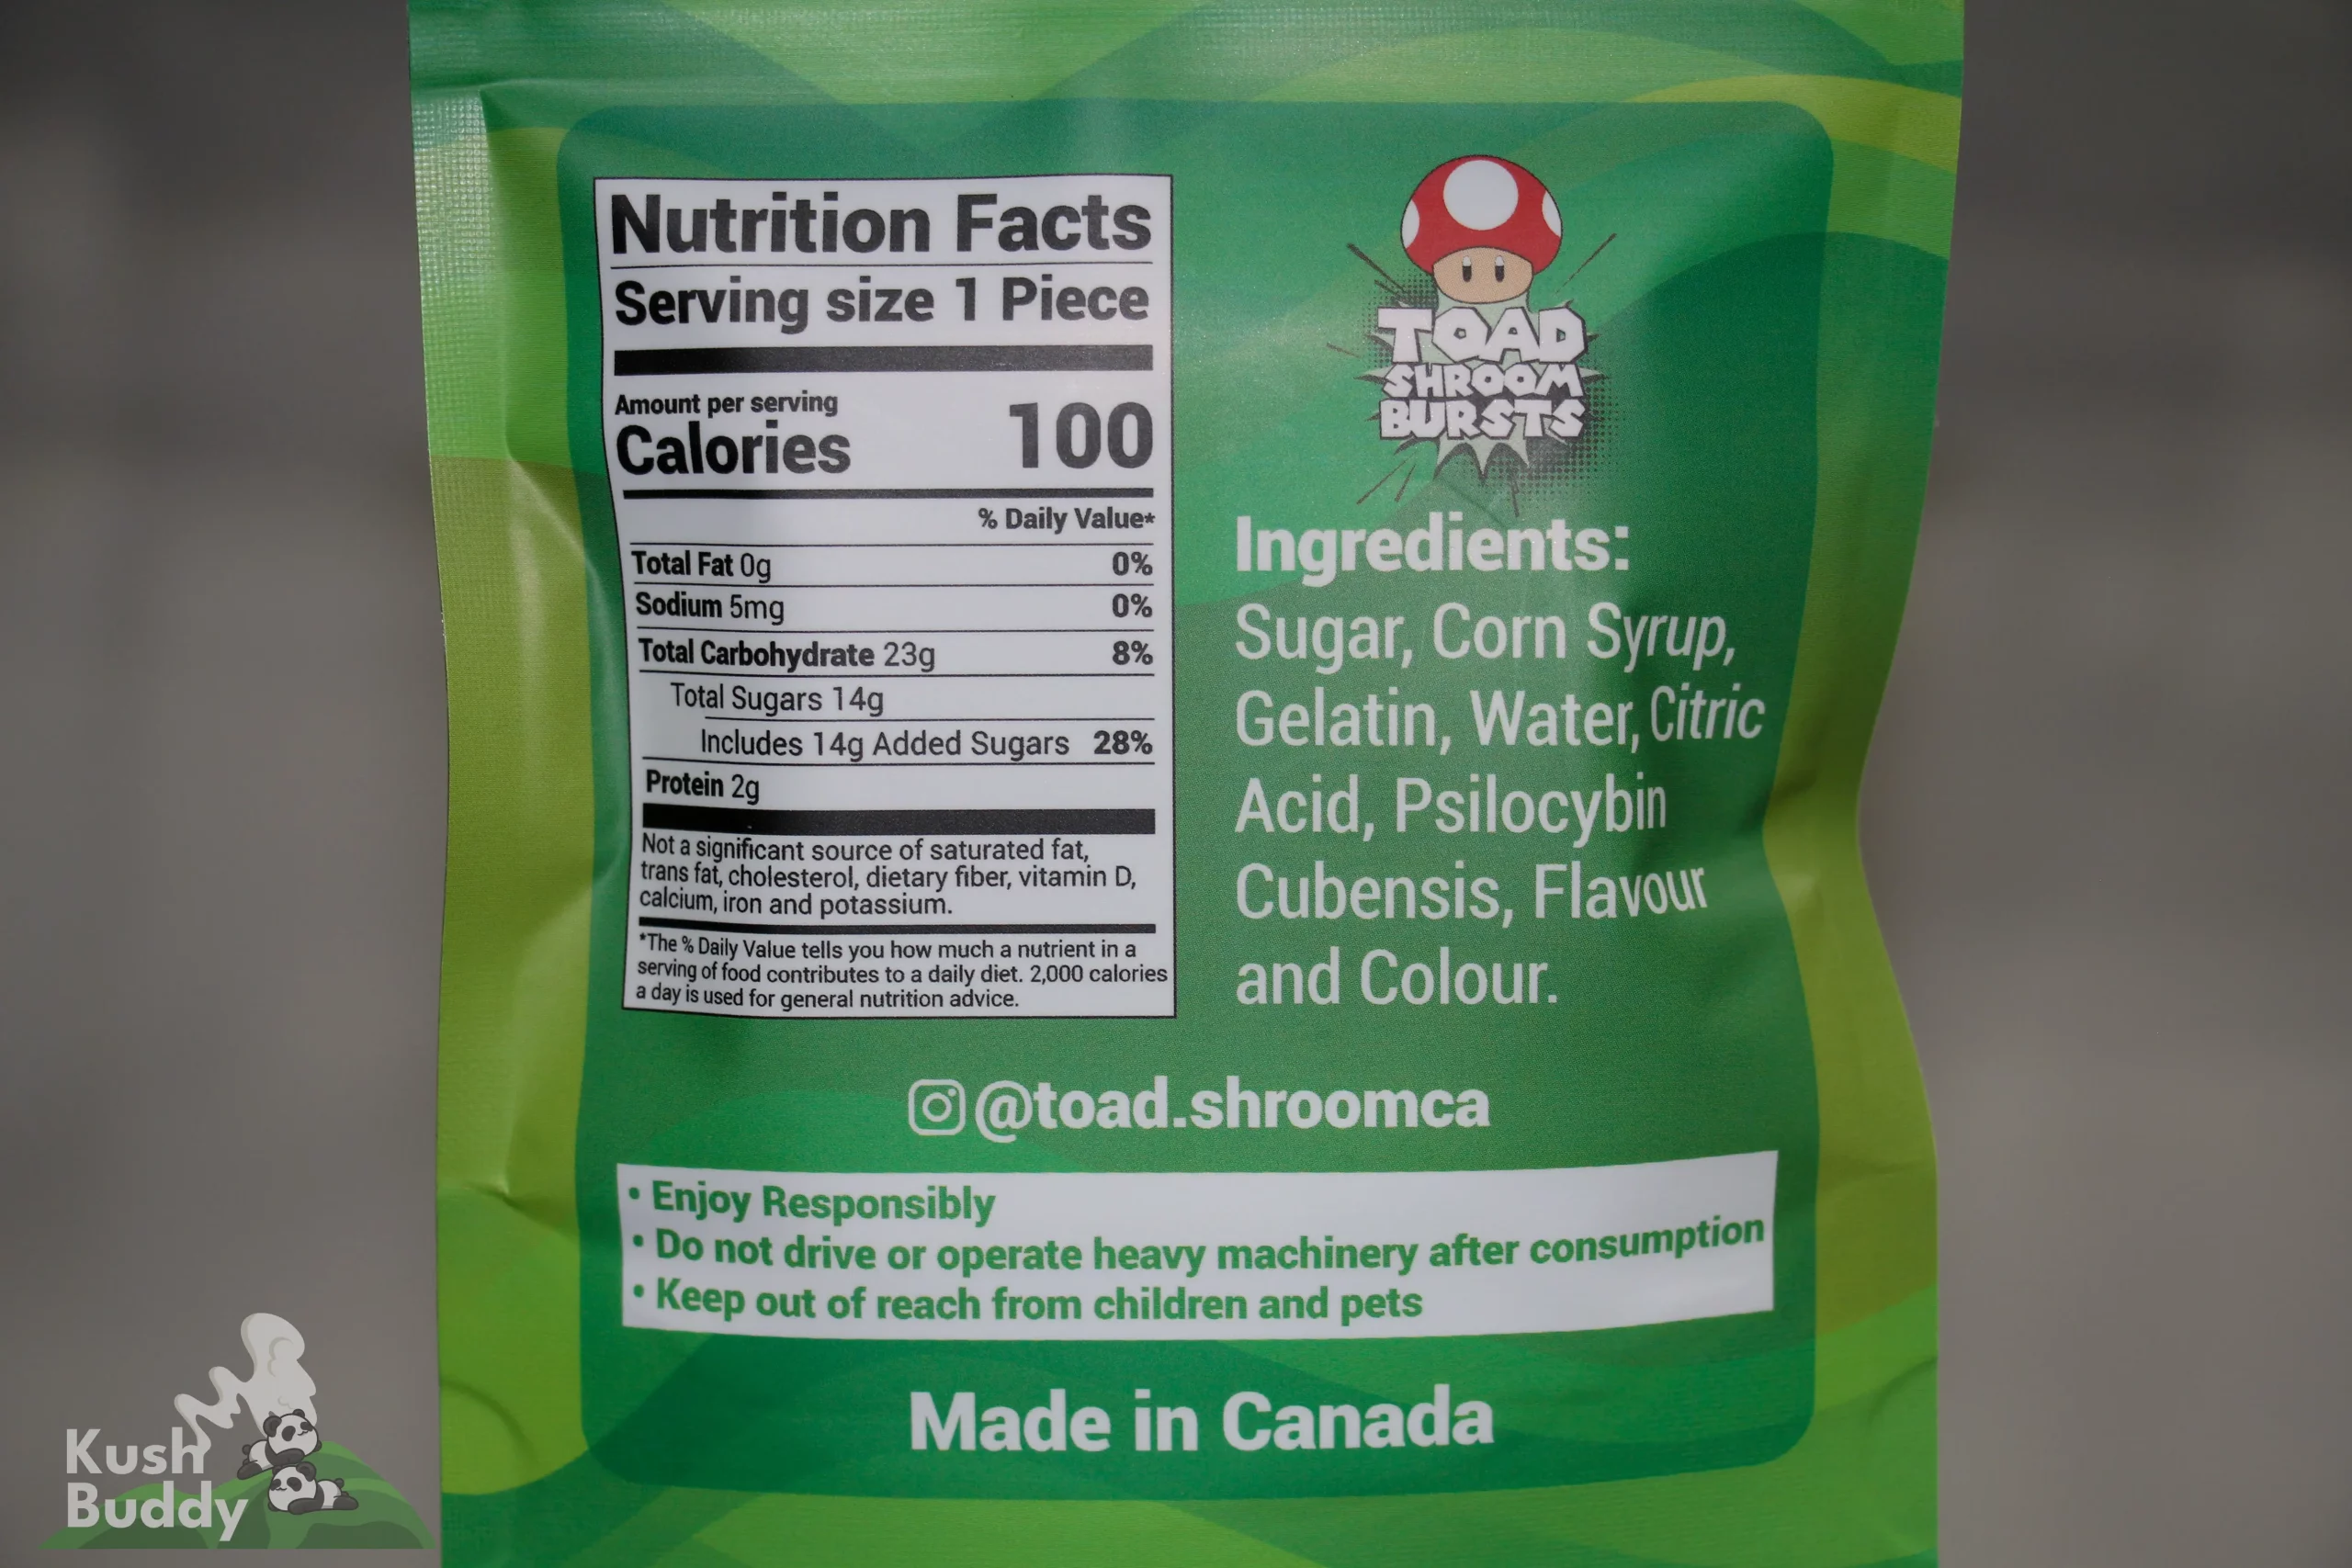 Nutrition Facts
Serving size 1 Piece
Amount per serving
Calories 100
% Daily Value*
Total Fat 0g 0%
Sodium 5mg 0%
Total Carbohydrate 23g 8%
Total Sugars 14g
Includes 14g Added Sugars 28%
Protein 2g
Not a significant source of saturated fat,
trans fat, cholesterol, dietary fiber, vitamin D,
calcium, iron and potassium.
*The % Daily Value tells you how much a nutrient in a
serving of food contributes to a daily diet. 2,000 calories
a day is used for general nutrition advice.
TOAD
SHROOM
BURSTS
Ingredients:
Sugar, Corn Syrup,
Gelatin, Water, Citric
Acid, Psilocybin
Cubensis, Flavour
and Colour.
@toad.shroomca
• Enjoy Responsibly
• Do not drive or operate heavy machinery after consumption
• Keep out of reach from children and pets
Made in Canada
Kush
Buddy